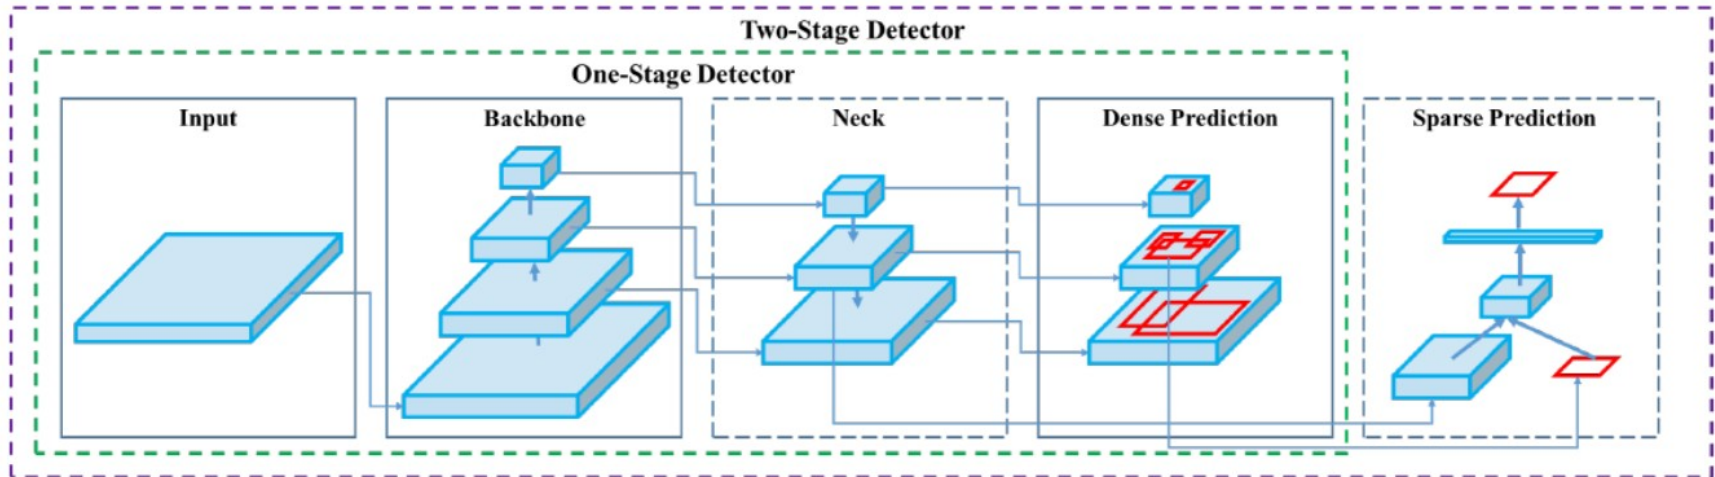 Two-Stage Detector
One-Stage Detector
Input
Backbone
Neck
Dense Prediction
Sparse Prediction